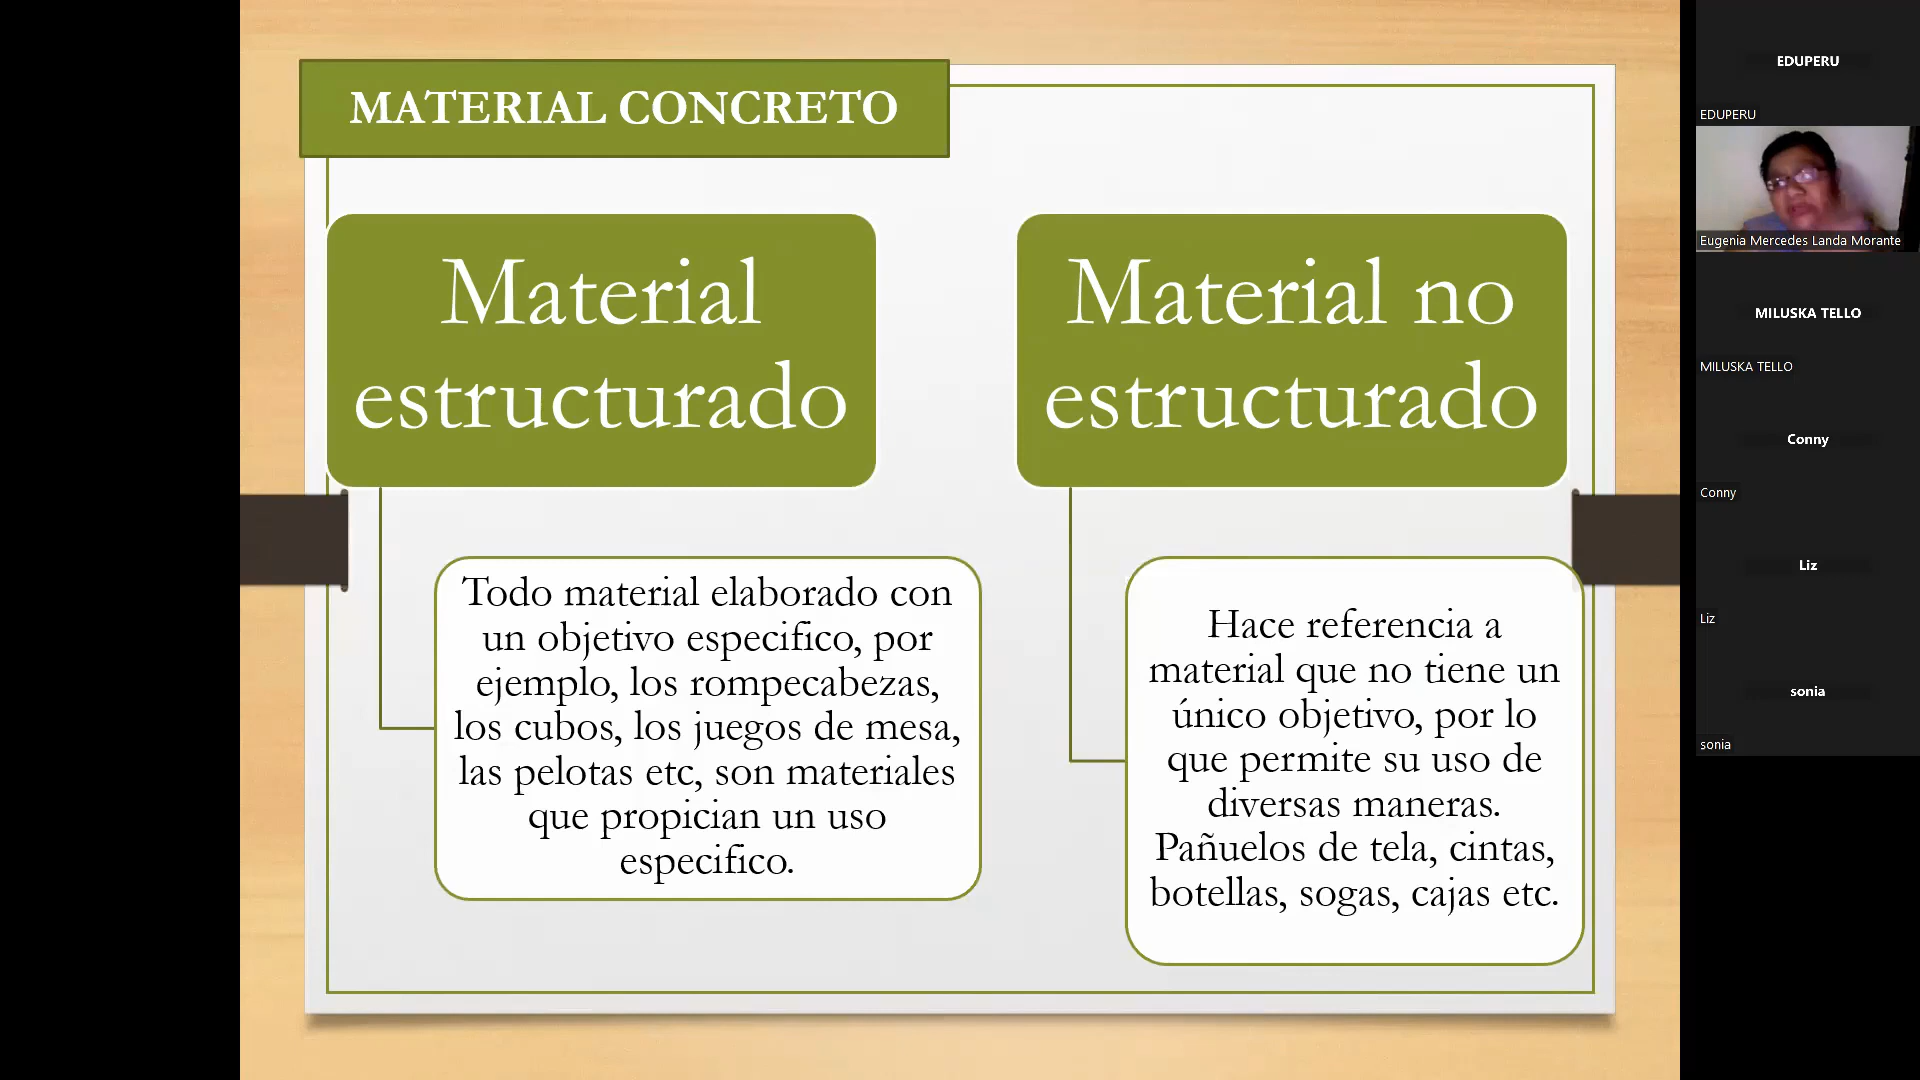 MATERIAL CONCRETO
Material
estructurado
Todo material elaborado con
un objetivo especifico, por
ejemplo, los rompecabezas,
los cubos, los juegos de mesa,
las pelotas etc, son materiales
que propician un uso
especifico.
Material no
estructurado
Hace referencia a
material que no tiene un
único objetivo, por lo
que permite su uso de
diversas maneras.
Pañuelos de tela, cintas,
botellas, sogas, cajas etc.
EDUPERU
EDUPERU
Eugenia Mercedes Landa Morante
MILUSKA TELLO
MILUSKA TELLO
Conny
Conny
Liz
Liz
sonia
sonia